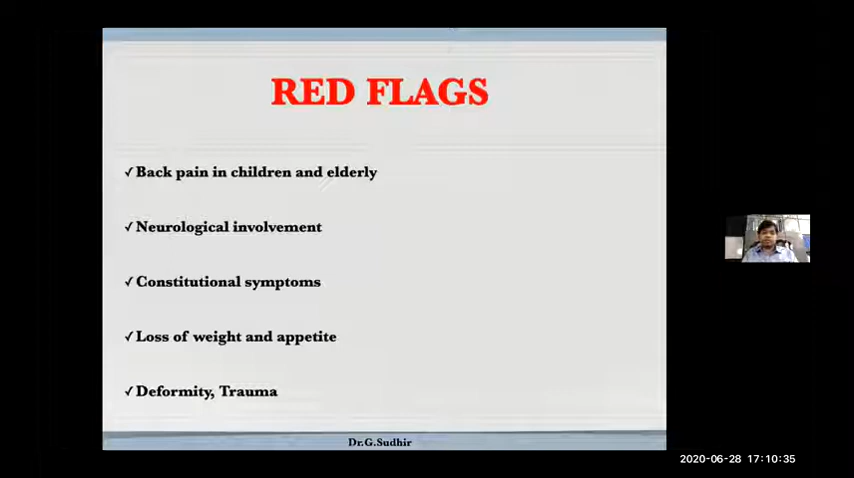 RED FLAGS
✓Back pain in children and elderly
✓Neurological involvement
✓Constitutional symptoms
✓Loss of weight and appetite
✓Deformity, Trauma
Dr.G.Sudhir
2020-06-28 17:10:35